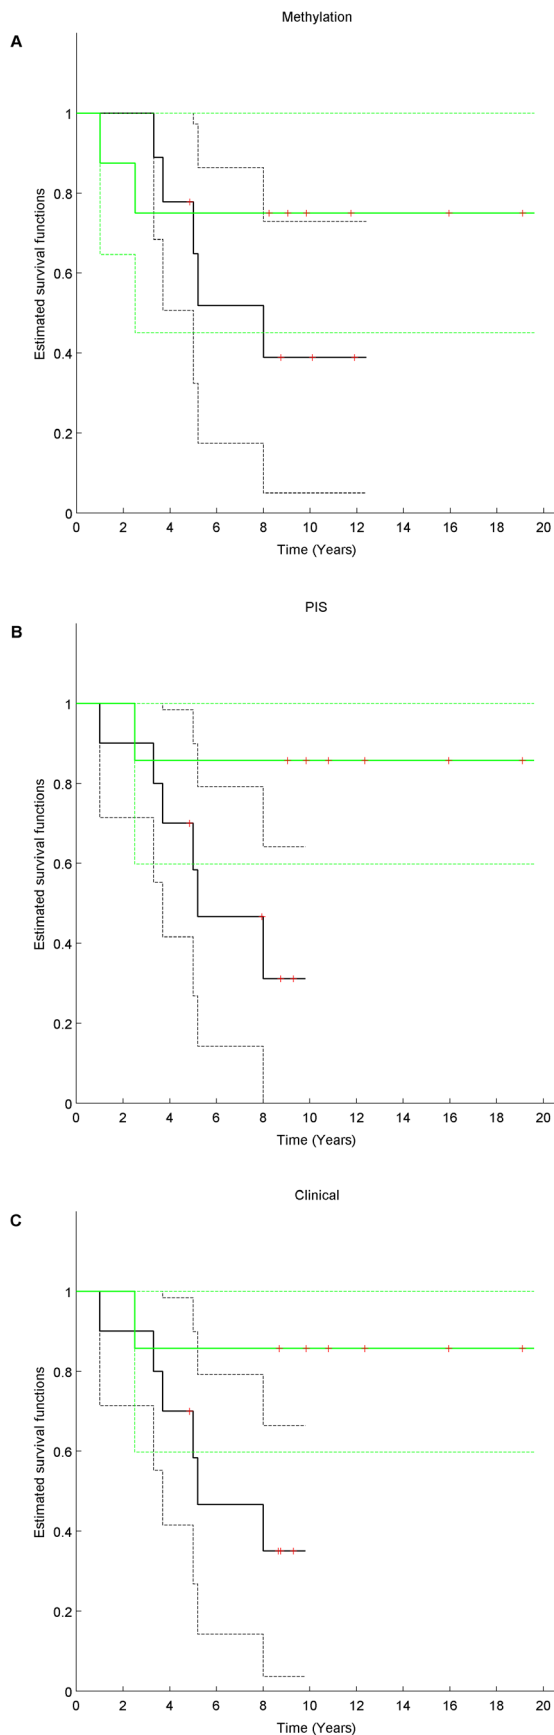 Methylation
A
1
0.8
0.6
0.4
0.2
0
Estimated survival functions
0 2 4 6 8 10 12 14 16 18 20
Time (Years)
PIS
B
1
0.8
0.6
0.4
0.2
0
Estimated survival functions
0 2 4 6 8 10 12 14 16 18 20
Time (Years)
Clinical
C
1
0.8
0.6
0.4
0.2
0
Estimated survival functions
0 2 4 6 8 10 12 14 16 18 20
Time (Years)